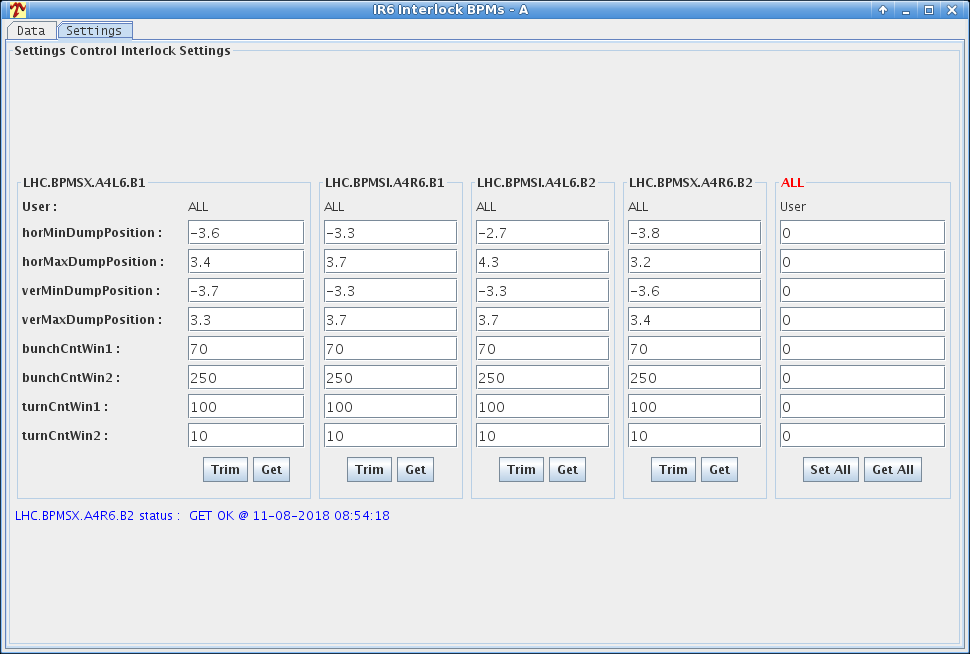 IR6 Interlock BPMs - A
Data Settings
Settings Control Interlock Settings
LHC.BPMSX.A4L6.B1 LHC.BPMSI.A4R6.B1 LHC.BPMSI.A4L6.B2 LHC.BPMSX.A4R6.B2 ALL
User : ALL ALL ALL ALL User
horMinDumpPosition : -3.6 -3.3 -2.7 -3.8 0
horMaxDumpPosition : 3.4 3.7 4.3 3.2 0
verMinDumpPosition : -3.7 -3.3 -3.3 -3.6 0
verMaxDumpPosition : 3.3 3.7 3.7 3.4 0
bunchCntWin1 : 70 70 70 70 0
bunchCntWin2 : 250 250 250 250 0
turnCntWin1 : 100 100 100 100 0
turnCntWin2 : 10 10 10 10 0
Trim Get Trim Get Trim Get Trim Get Set All Get All
LHC.BPMSX.A4R6.B2 status : GET OK @ 11-08-2018 08:54:18